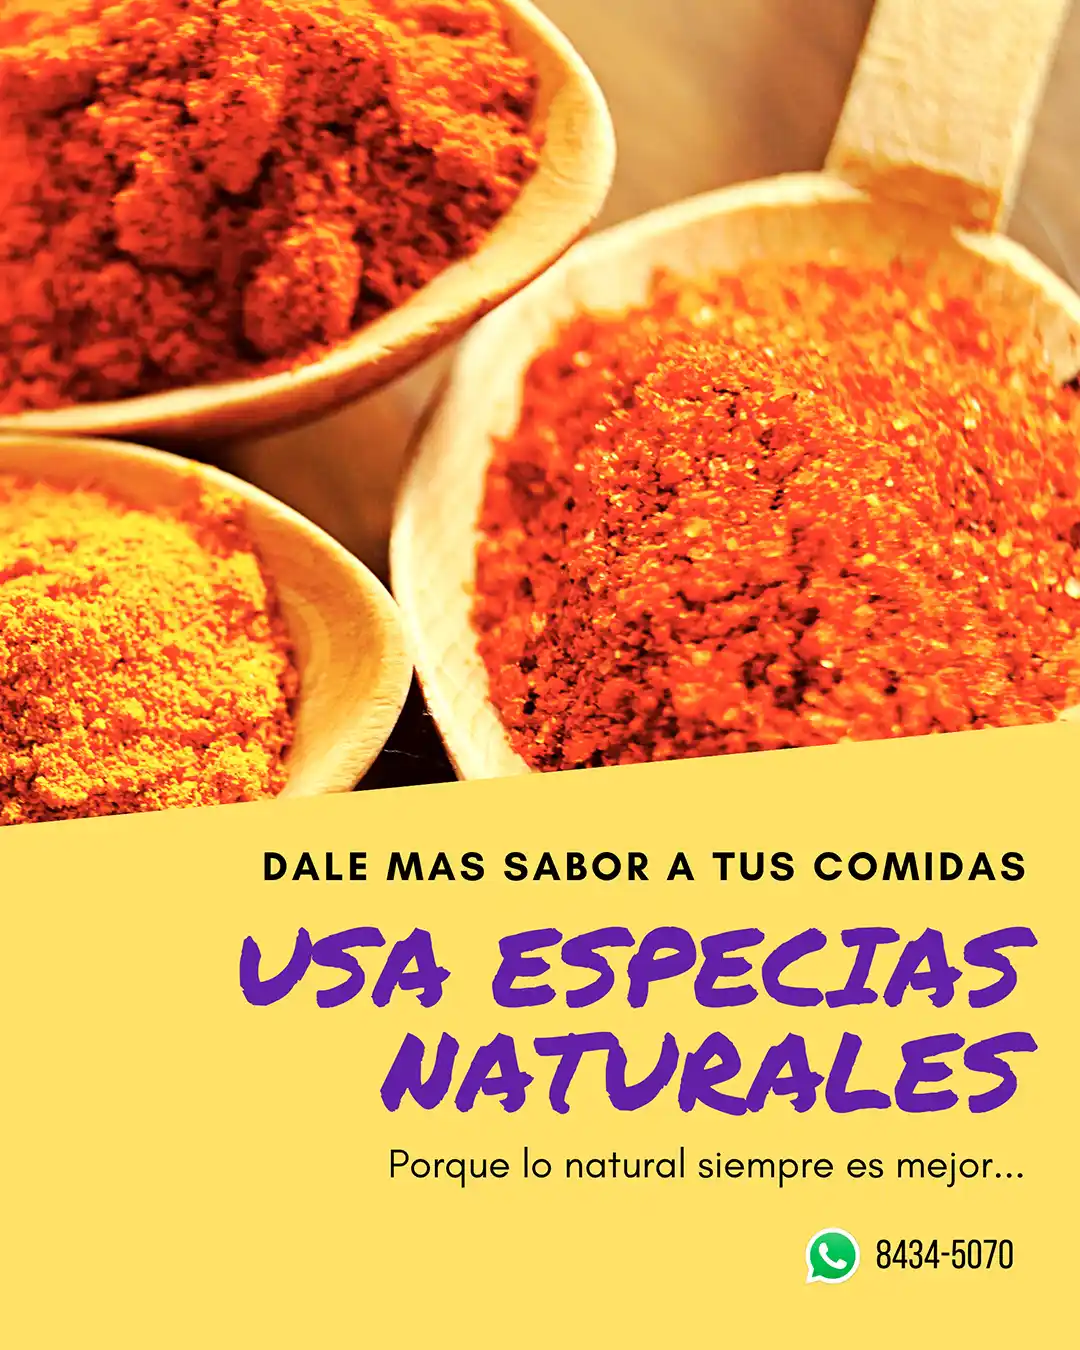 DALE MAS SABOR A TUS COMIDAS
USA ESPECIAS
NATURALES
Porque lo natural siempre es mejor...
8434-5070